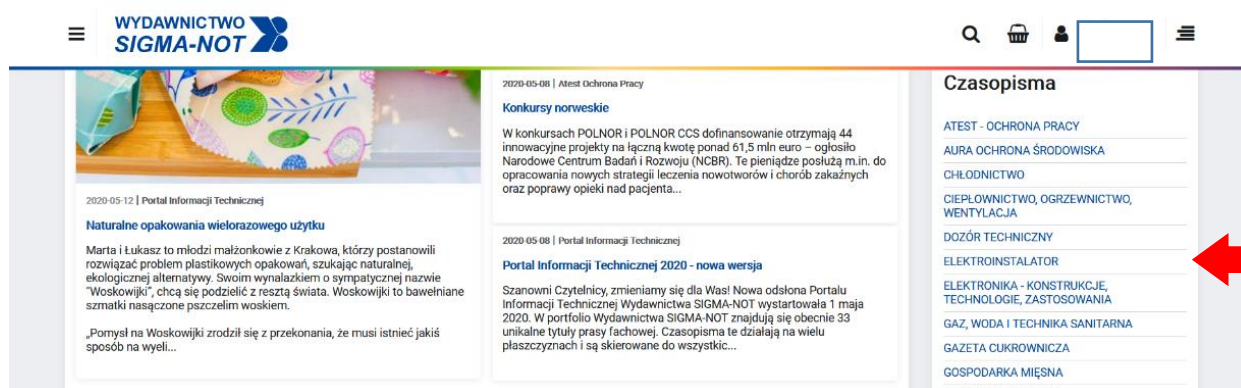 WYDAWNICTWO
SIGMA-NOT
2020-05-12 | Portal Informacji Technicznej
Naturalne opakowania wielorazowego użytku
Marta i Łukasz to młodzi małżonkowie z Krakowa, którzy postanowili
rozwiązać problem plastikowych opakowań, szukając naturalnej,
ekologicznej alternatywy. Swoim wynalazkiem o sympatycznej nazwie
"Woskowijki", chcą się podzielić z resztą świata. Woskowijki to bawełniane
szmatki nasączone pszczelim woskiem.
„Pomysł na Woskowijki zrodził się z przekonania, że musi istnieć jakiś
sposób na wyeli...
2020-05-08 | Atest Ochrona Pracy
Konkursy norweskie
W konkursach POLNOR i POLNOR CCS dofinansowanie otrzymają 44
innowacyjne projekty na łączną kwotę ponad 61,5 mln euro – ogłosiło
Narodowe Centrum Badań i Rozwoju (NCBR). Te pieniądze posłużą m.in. do
opracowania nowych strategii leczenia nowotworów i chorób zakaźnych
oraz poprawy opieki nad pacjenta...
2020-05-08 | Portal Informacji Technicznej
Portal Informacji Technicznej 2020 - nowa wersja
Szanowni Czytelnicy, zmieniamy się dla Was! Nowa odsłona Portalu
Informacji Technicznej Wydawnictwa SIGMA-NOT wystartowała 1 maja
2020. W portfolio Wydawnictwa SIGMA-NOT znajdują się obecnie 33
unikalne tytuły prasy fachowej. Czasopisma te działają na wielu
płaszczyznach i są skierowane do wszystkic...
Czasopisma
ATEST - OCHRONA PRACY
AURA OCHRONA ŚRODOWISKA
CHŁODNICTWO
CIEPŁOWNICTWO, OGRZEWNICTWO,
WENTYLACJA
DOZÓR TECHNICZNY
ELEKTROINSTALATOR
ELEKTRONIKA - KONSTRUKCJE,
TECHNOLOGIE, ZASTOSOWANIA
GAZ, WODA I TECHNIKA SANITARNA
GAZETA CUKROWNICZA
GOSPODARKA MIĘSNA